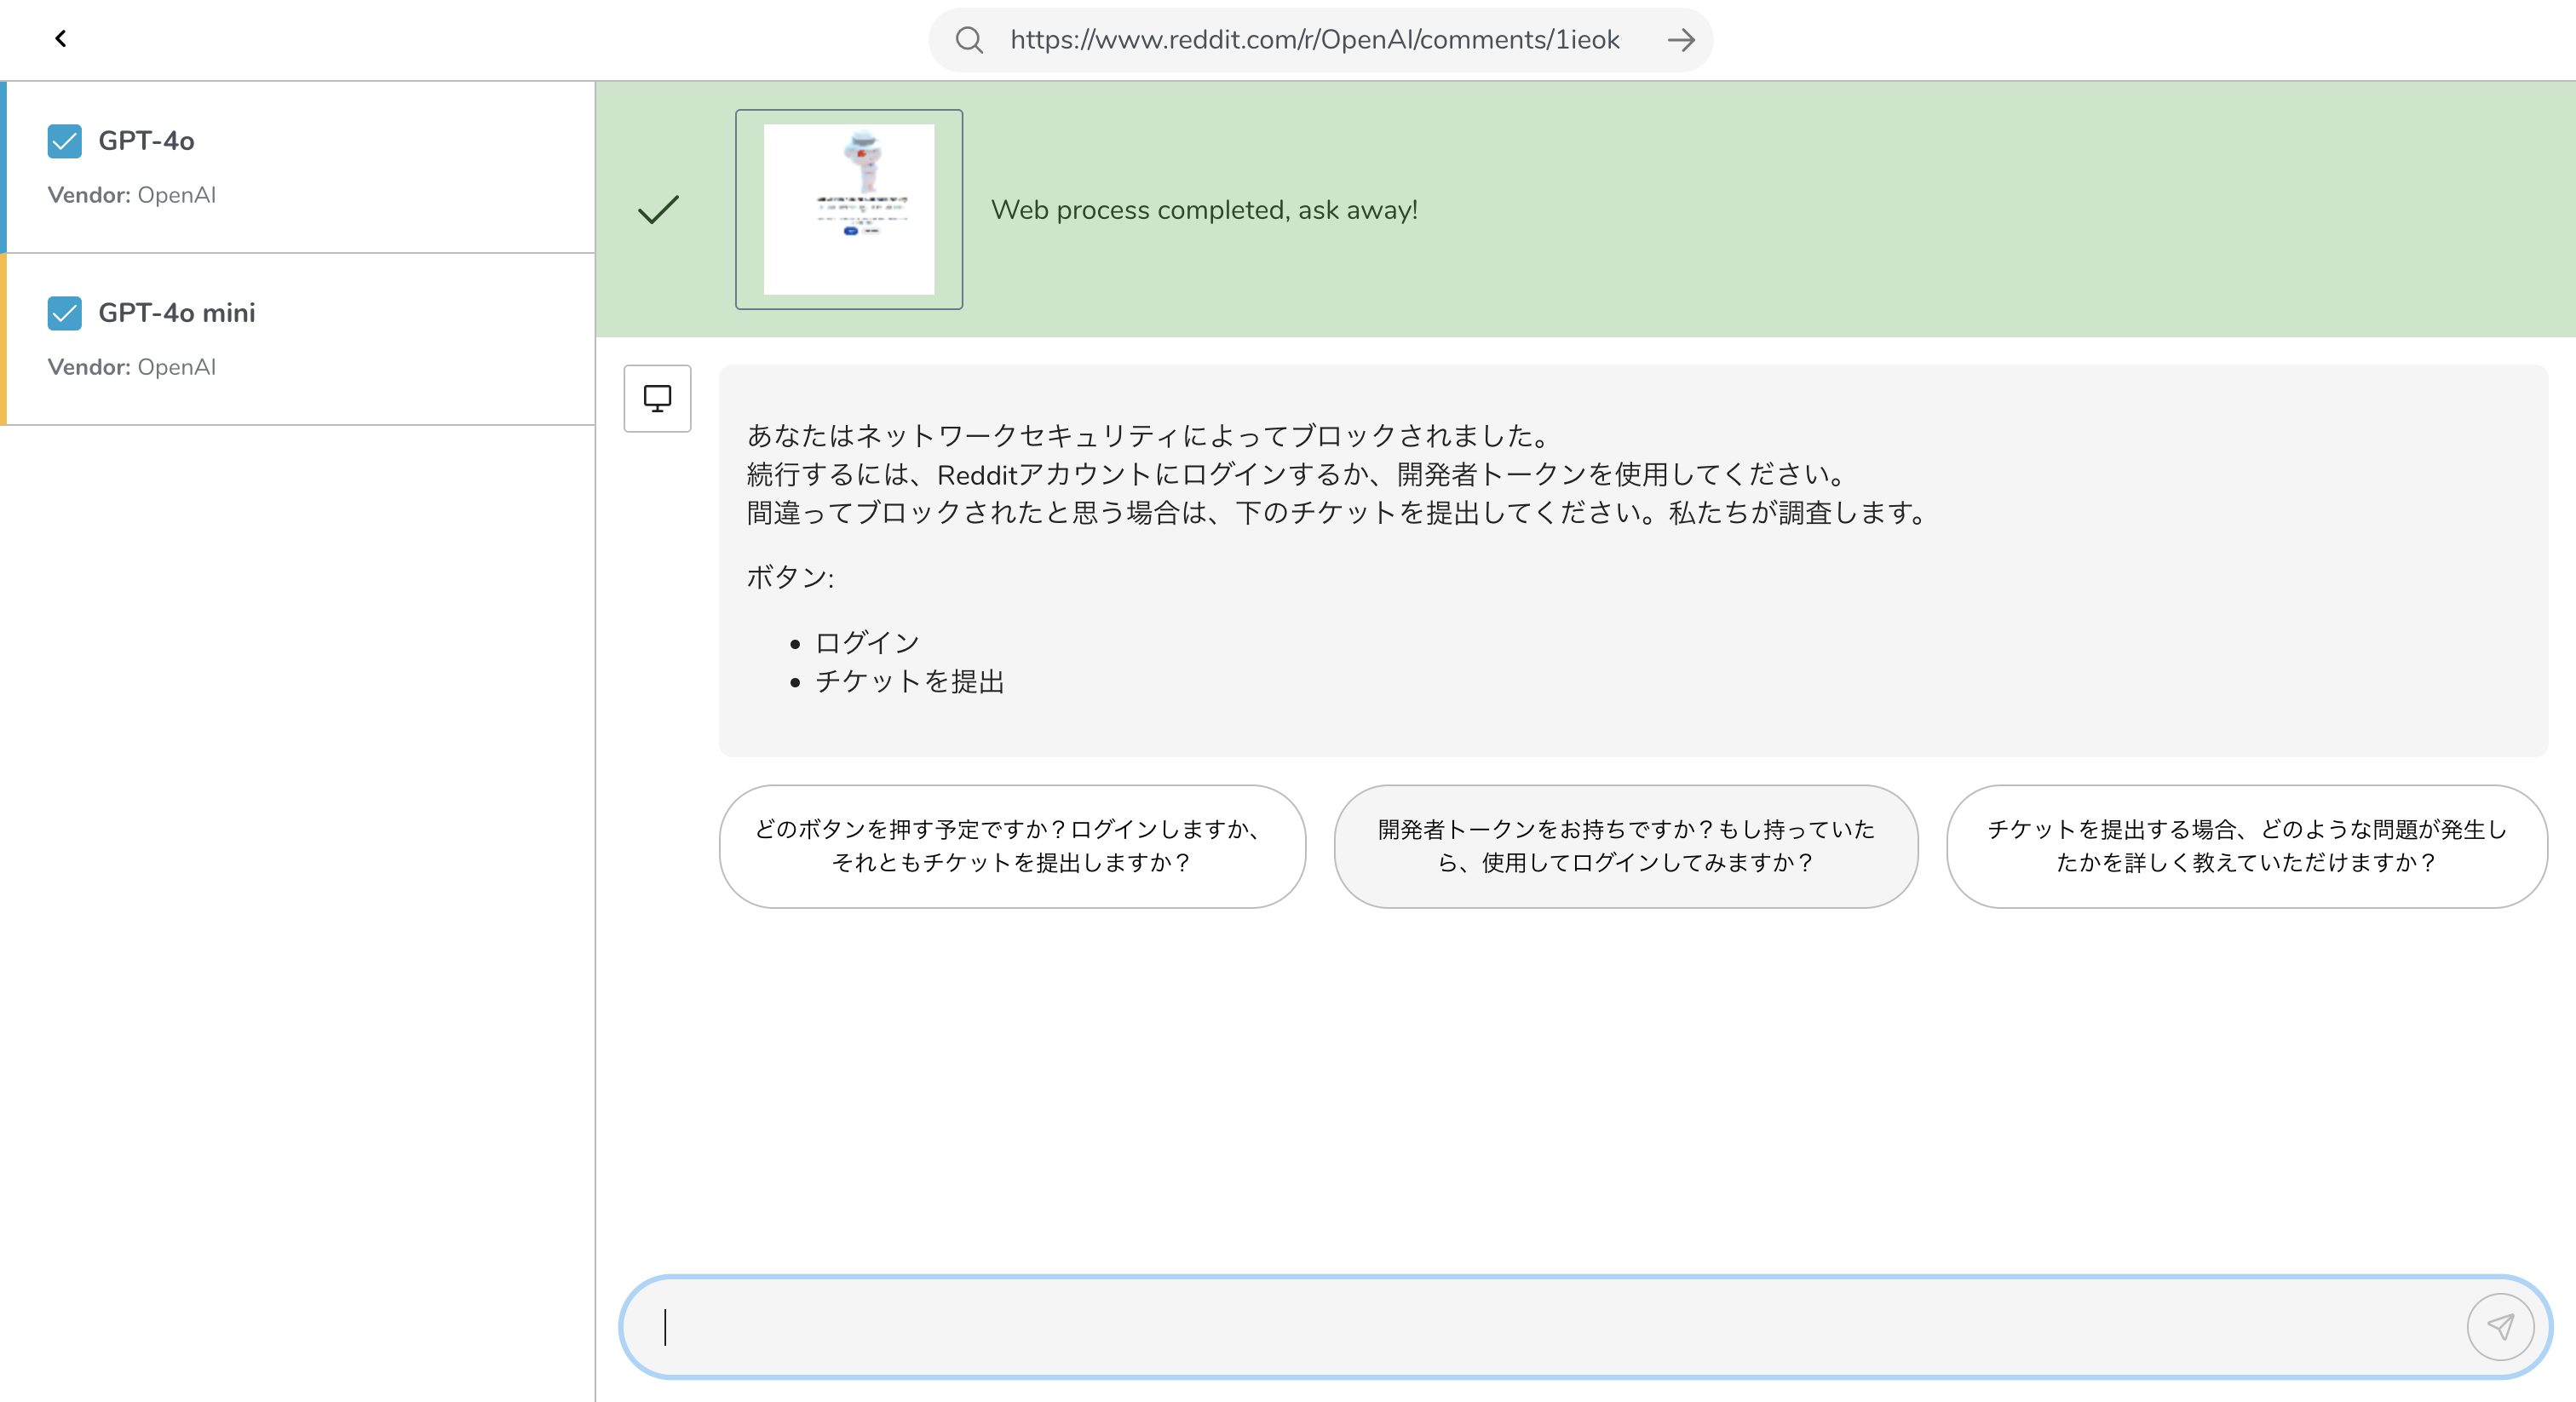 https://www.reddit.com/r/OpenAI/comments/1ieok
GPT-4o
Vendor: OpenAI
GPT-4o mini
Vendor: OpenAI
Web process completed, ask away!
あなたはネットワークセキュリティによってブロックされました。
続行するには、Redditアカウントにログインするか、開発者トークンを使用してください。
間違ってブロックされたと思う場合は、下のチケットを提出してください。私たちが調査します。
ボタン:
ログイン
チケットを提出
どのボタンを押す予定ですか？ログインしますか、
それともチケットを提出しますか？
開発者トークンをお持ちですか？もし持っていた
ら、使用してログインしてみますか？
チケットを提出する場合、どのような問題が発生し
たかを詳しく教えていただけますか？